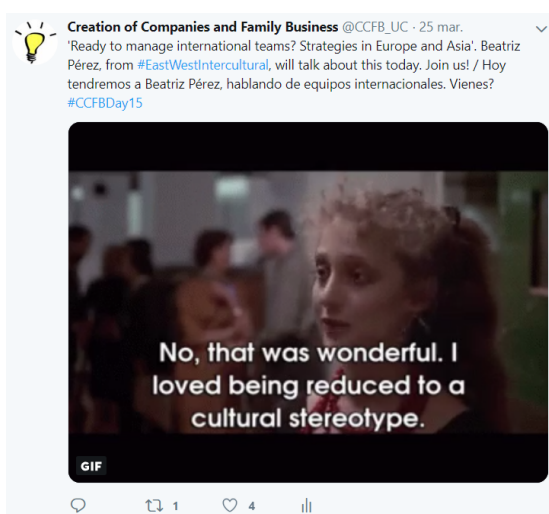 Creation of Companies and Family Business @CCFB_UC · 25 mar.
'Ready to manage international teams? Strategies in Europe and Asia'. Beatriz
Pérez, from #EastWestIntercultural, will talk about this today. Join us! / Hoy
tendremos a Beatriz Pérez, hablando de equipos internacionales. Vienes?
#CCFBDay15
No, that was wonderful. I
loved being reduced to a
cultural stereotype.
GIF
1 4